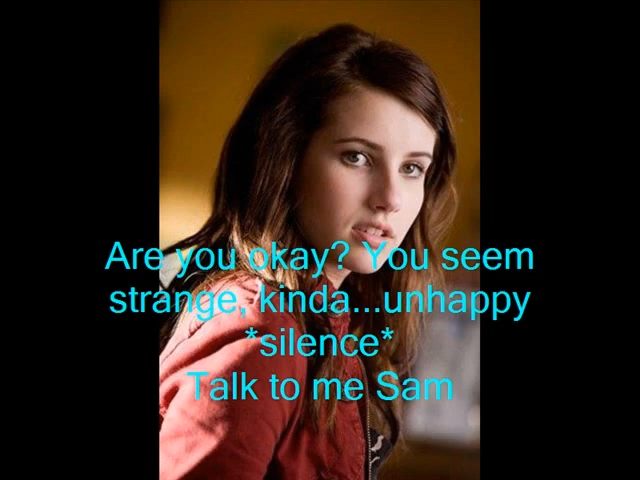 Are you okay? You seem
strange, kinda...unhappy
*silence*
Talk to me Sam